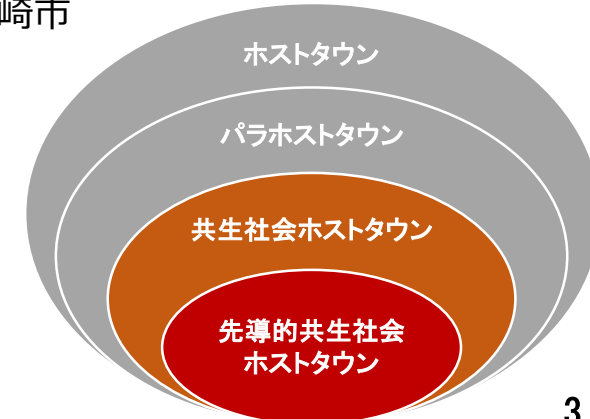 崎市
ホストタウン
パラホストタウン
共生社会ホストタウン
先導的共生社会
ホストタウン
3